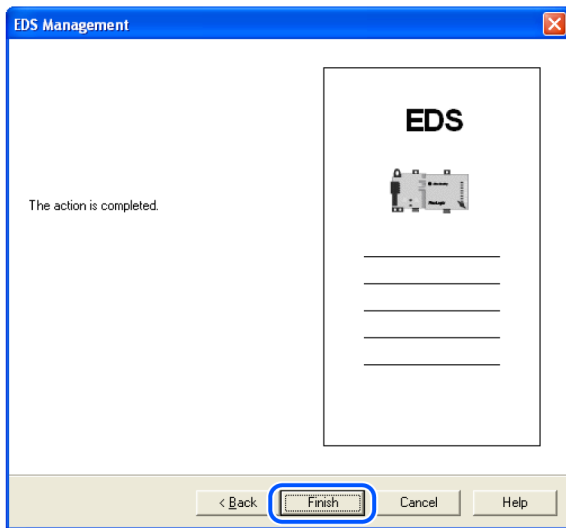 EDS Management
EDS
The action is completed.
< Back
Finish
Cancel
Help